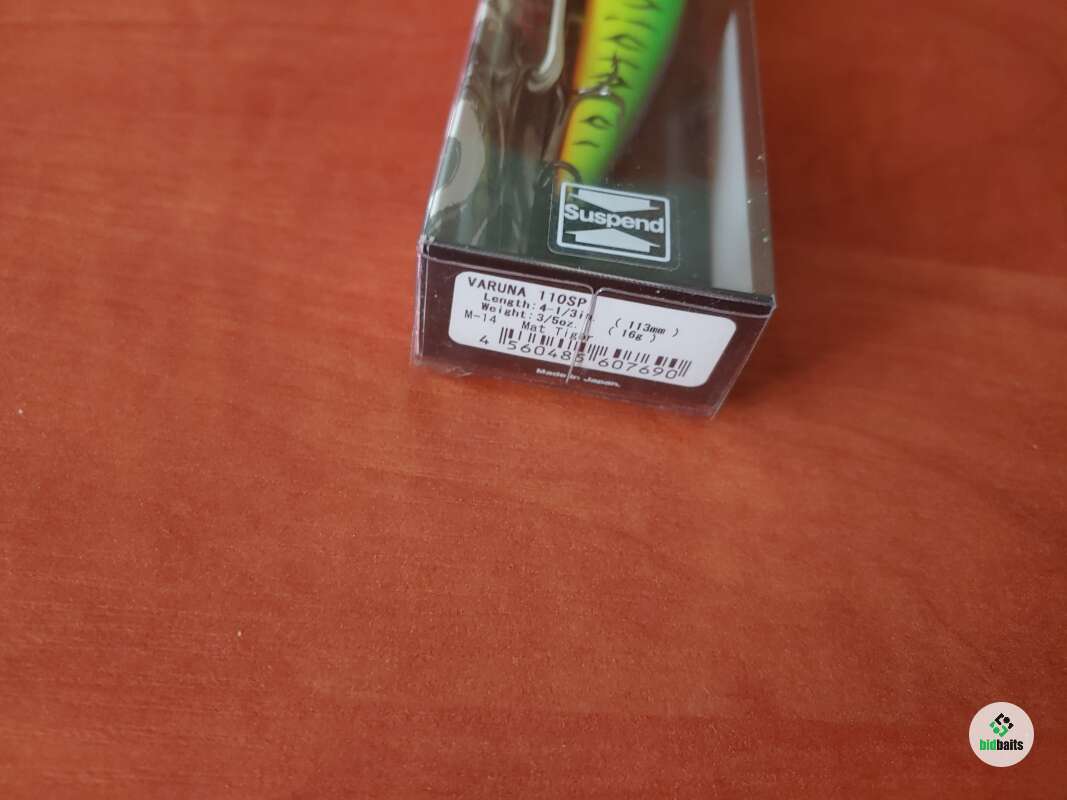 Suspend
VARUNA 110SP
Length:4-1/3in. ( 113mm )
Weight:3/5oz. ( 16g )
M-14 Mat Tigar
4 560485 607690
Made in Japan.
bidbaits